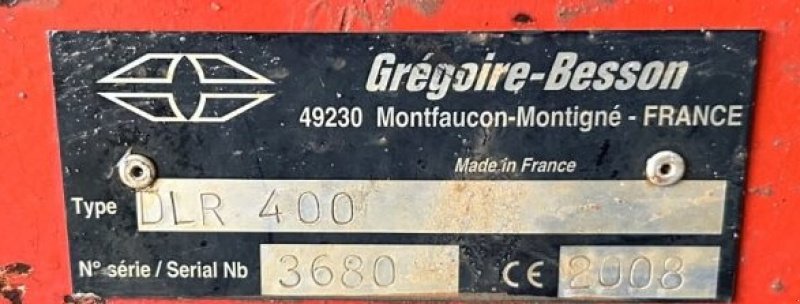 Grégoire-Besson
49230 Montfaucon-Montigné - FRANCE
Made in France
Type DLR 400
N° série / Serial Nb 3680 CE 2008